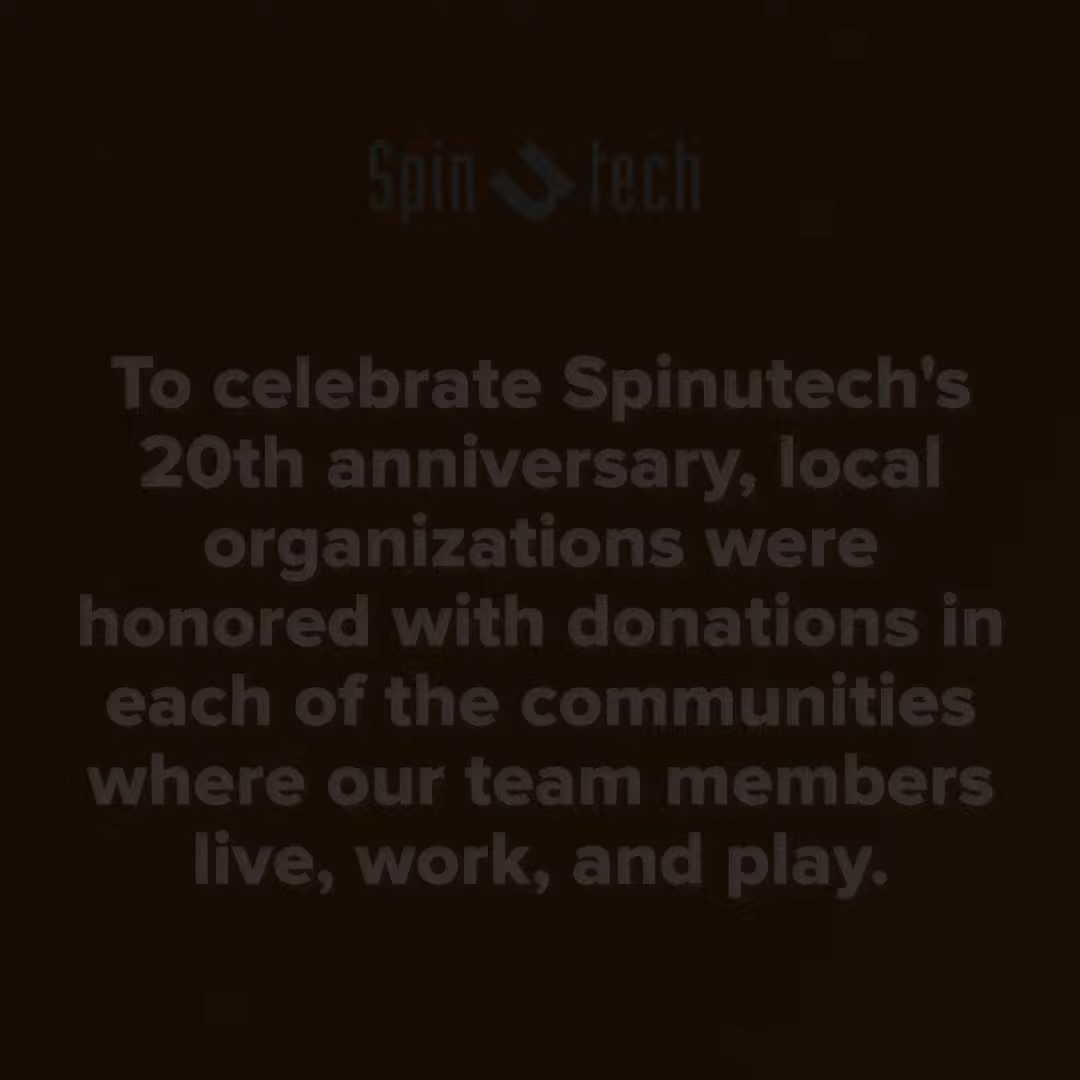 Spin U tech
To celebrate Spinutech's
20th anniversary, local
organizations were
honored with donations in
each of the communities
where our team members
live, work, and play.